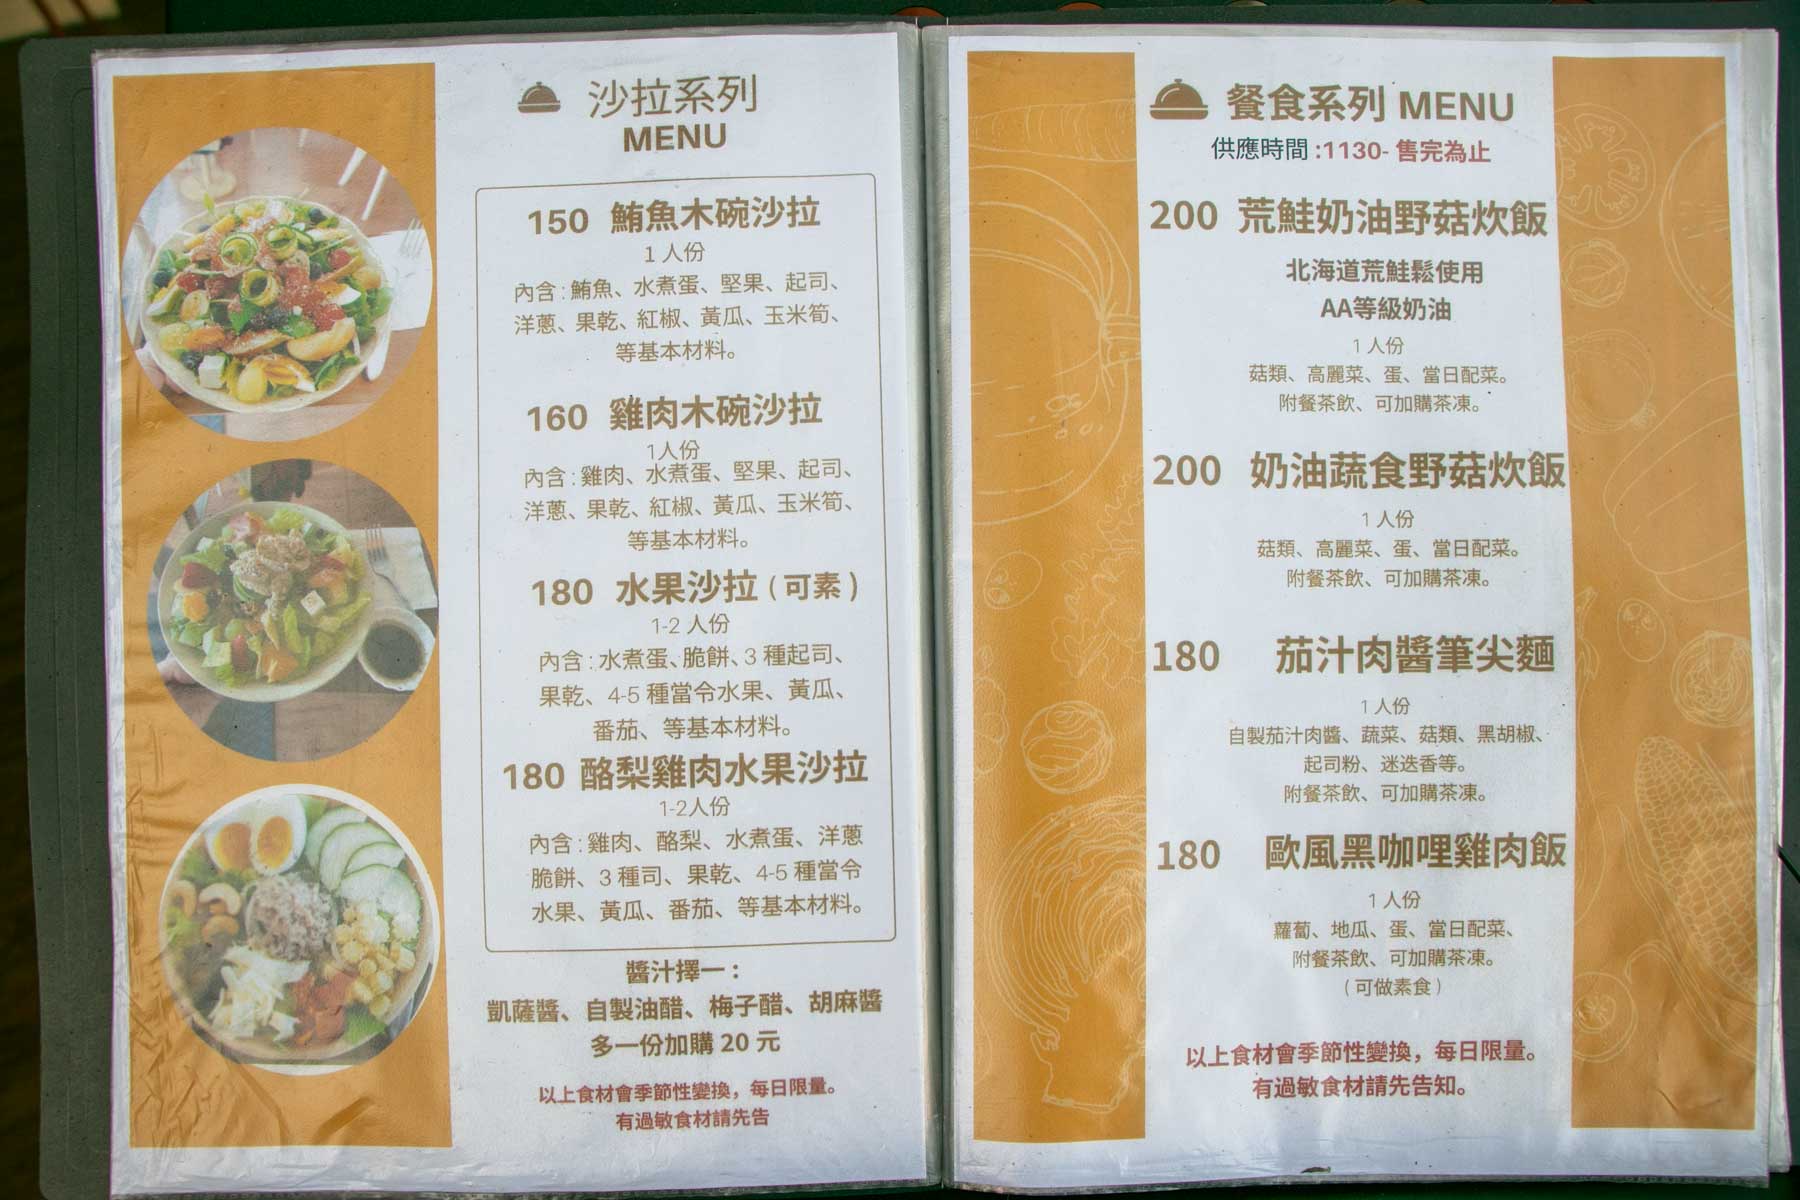 沙拉系列
MENU
150 鮪魚木碗沙拉
1 人份
內含:鮪魚、水煮蛋、堅果、起司、
洋蔥、果乾、紅椒、黃瓜、玉米筍、
等基本材料。
160 雞肉木碗沙拉
1人份
內含:雞肉、水煮蛋、堅果、起司、
洋蔥、果乾、紅椒、黃瓜、玉米筍、
等基本材料。
180 水果沙拉 ( 可素 )
1-2 人份
內含:水煮蛋、脆餅、3 種起司、
果乾、4-5 種當令水果、黃瓜、
番茄、等基本材料。
180 酪梨雞肉水果沙拉
1-2人份
內含:雞肉、酪梨、水煮蛋、洋蔥
脆餅、3 種司、果乾、4-5 種當令
水果、黃瓜、番茄、等基本材料。
醬汁擇一 :
凱薩醬、自製油醋、梅子醋、胡麻醬
多一份加購 20 元
以上食材會季節性變換，每日限量。
有過敏食材請先告
餐食系列 MENU
供應時間 :1130- 售完為止
200 荒鮭奶油野菇炊飯
北海道荒鮭鬆使用
AA等級奶油
1 人份
菇類、高麗菜、蛋、當日配菜。
附餐茶飲、可加購茶凍。
200 奶油蔬食野菇炊飯
1 人份
菇類、高麗菜、蛋、當日配菜。
附餐茶飲、可加購茶凍。
180 茄汁肉醬筆尖麵
1 人份
自製茄汁肉醬、蔬菜、菇類、黑胡椒、
起司粉、迷迭香等。
附餐茶飲、可加購茶凍。
180 歐風黑咖哩雞肉飯
1 人份
蘿蔔、地瓜、蛋、當日配菜、
附餐茶飲、可加購茶凍。
( 可做素食 )
以上食材會季節性變換，每日限量。
有過敏食材請先告知。